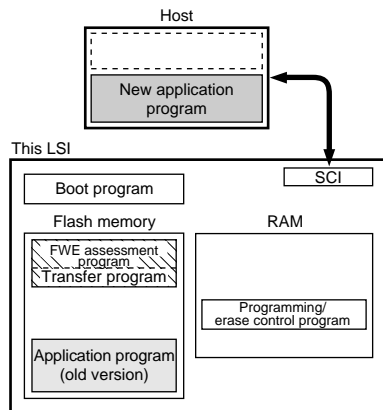 Host
New application
program
This LSI
SCI
Boot program
Flash memory
RAM
FWE assessment
program
Transfer program
Programming/
erase control program
Application program
(old version)